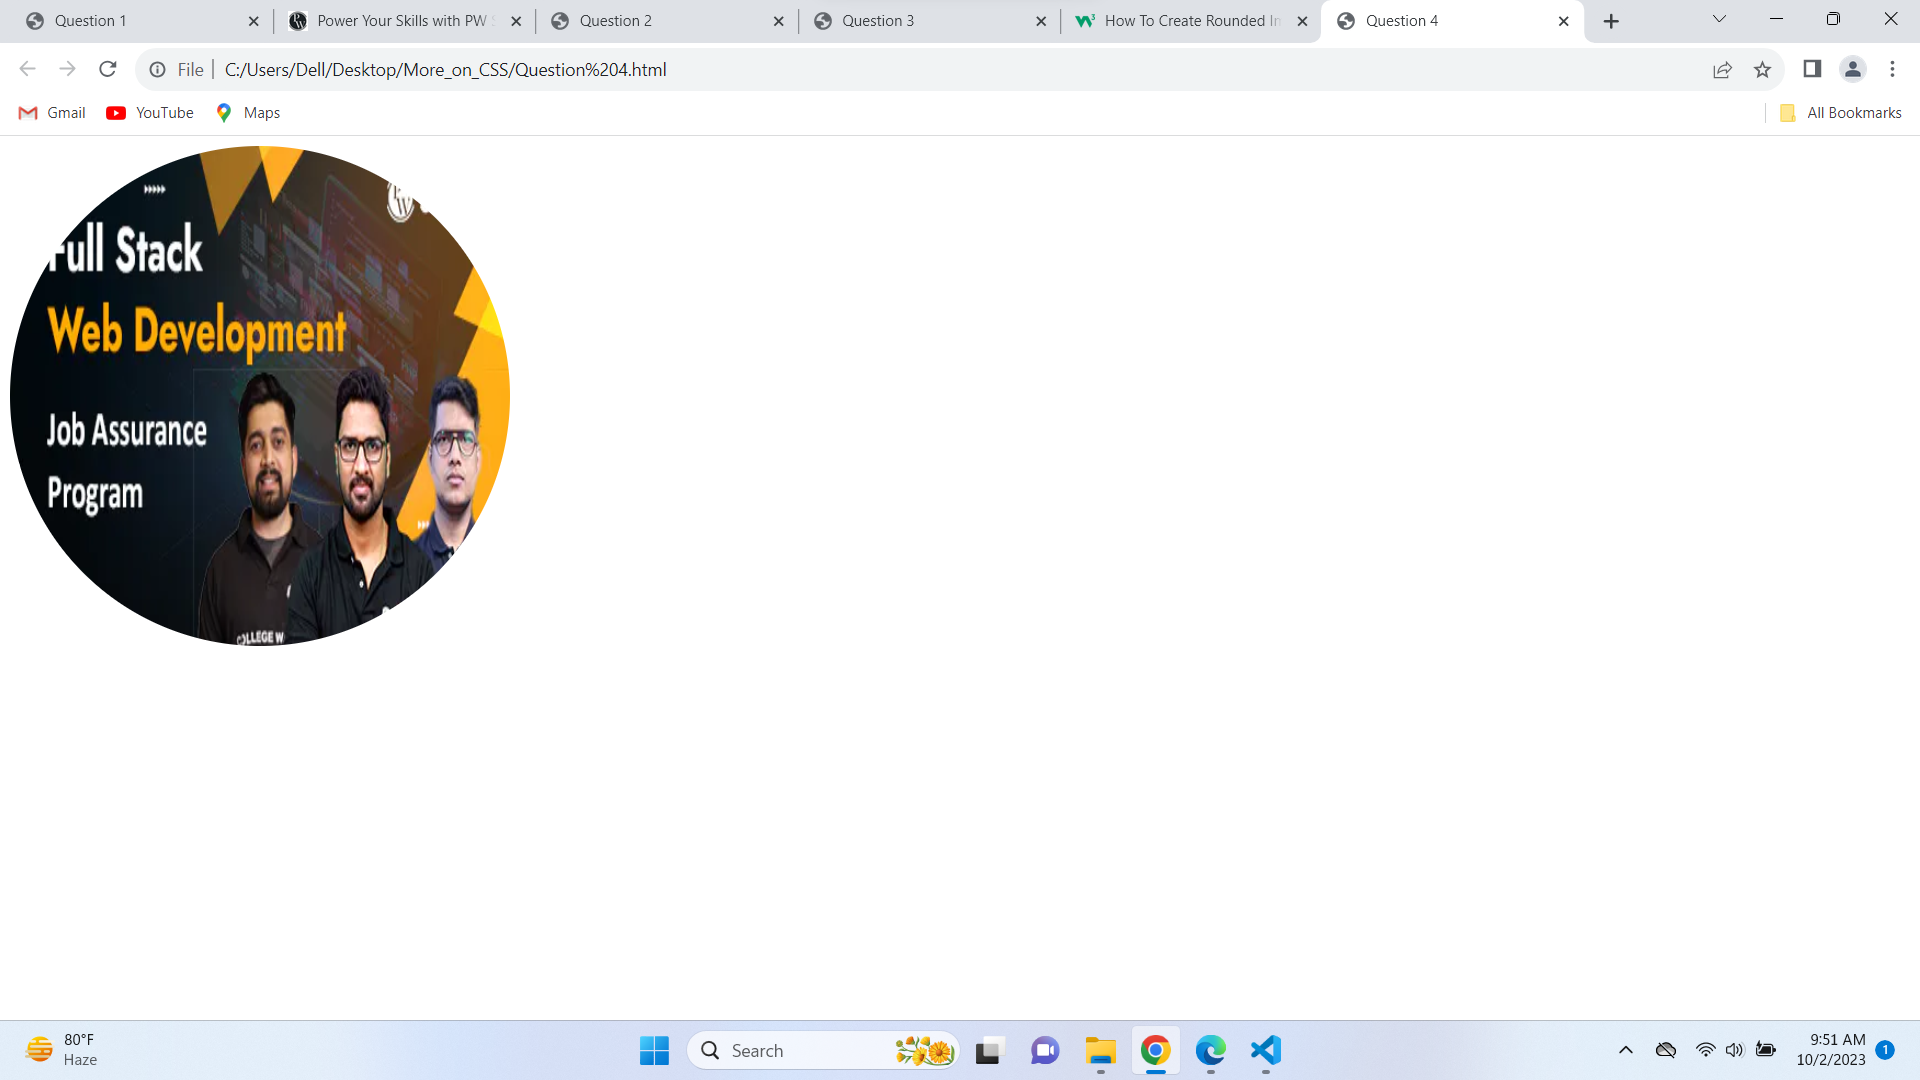 Question 1
Power Your Skills with PW S
Question 2
Question 3
How To Create Rounded Im
Question 4
File
C:/Users/Dell/Desktop/More_on_CSS/Question%204.html
Gmail
YouTube
Maps
All Bookmarks
Full Stack
Web Development
Job Assurance
Program
COLLEGE W
80°F
Haze
Search
9:51 AM
10/2/2023
1